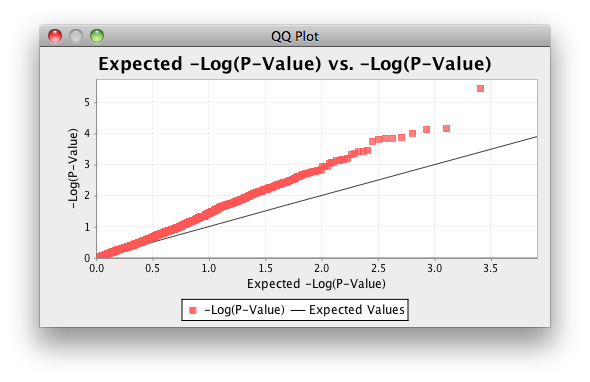 QQ Plot
Expected -Log(P-Value) vs. -Log(P-Value)
-Log(P-Value)
5
4
3
2
1
0
0.0 0.5 1.0 1.5 2.0 2.5 3.0 3.5
Expected -Log(P-Value)
-Log(P-Value) Expected Values